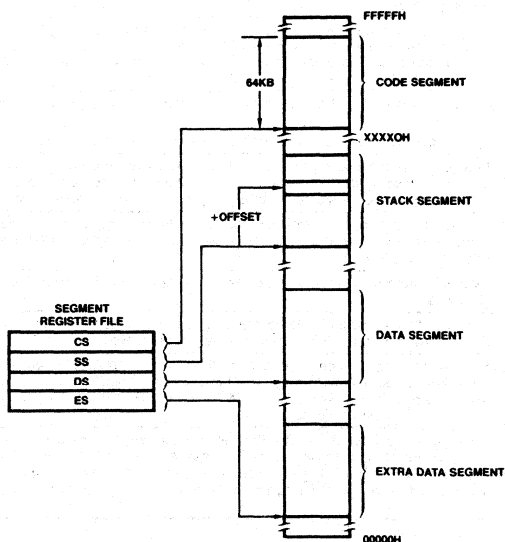 FFFFFH
64KB
CODE SEGMENT
XXXX0H
STACK SEGMENT
+OFFSET
SEGMENT
REGISTER FILE
CS
SS
DS
ES
DATA SEGMENT
EXTRA DATA SEGMENT
00000H